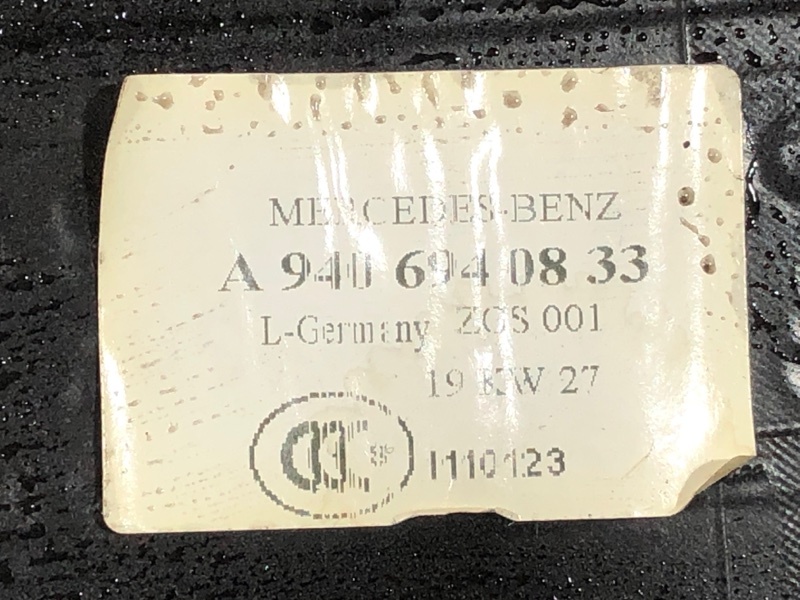 MERCEDES-BENZ
A 940 694 08 33
L-Germany ZGS 001
19 KW 27
1110123